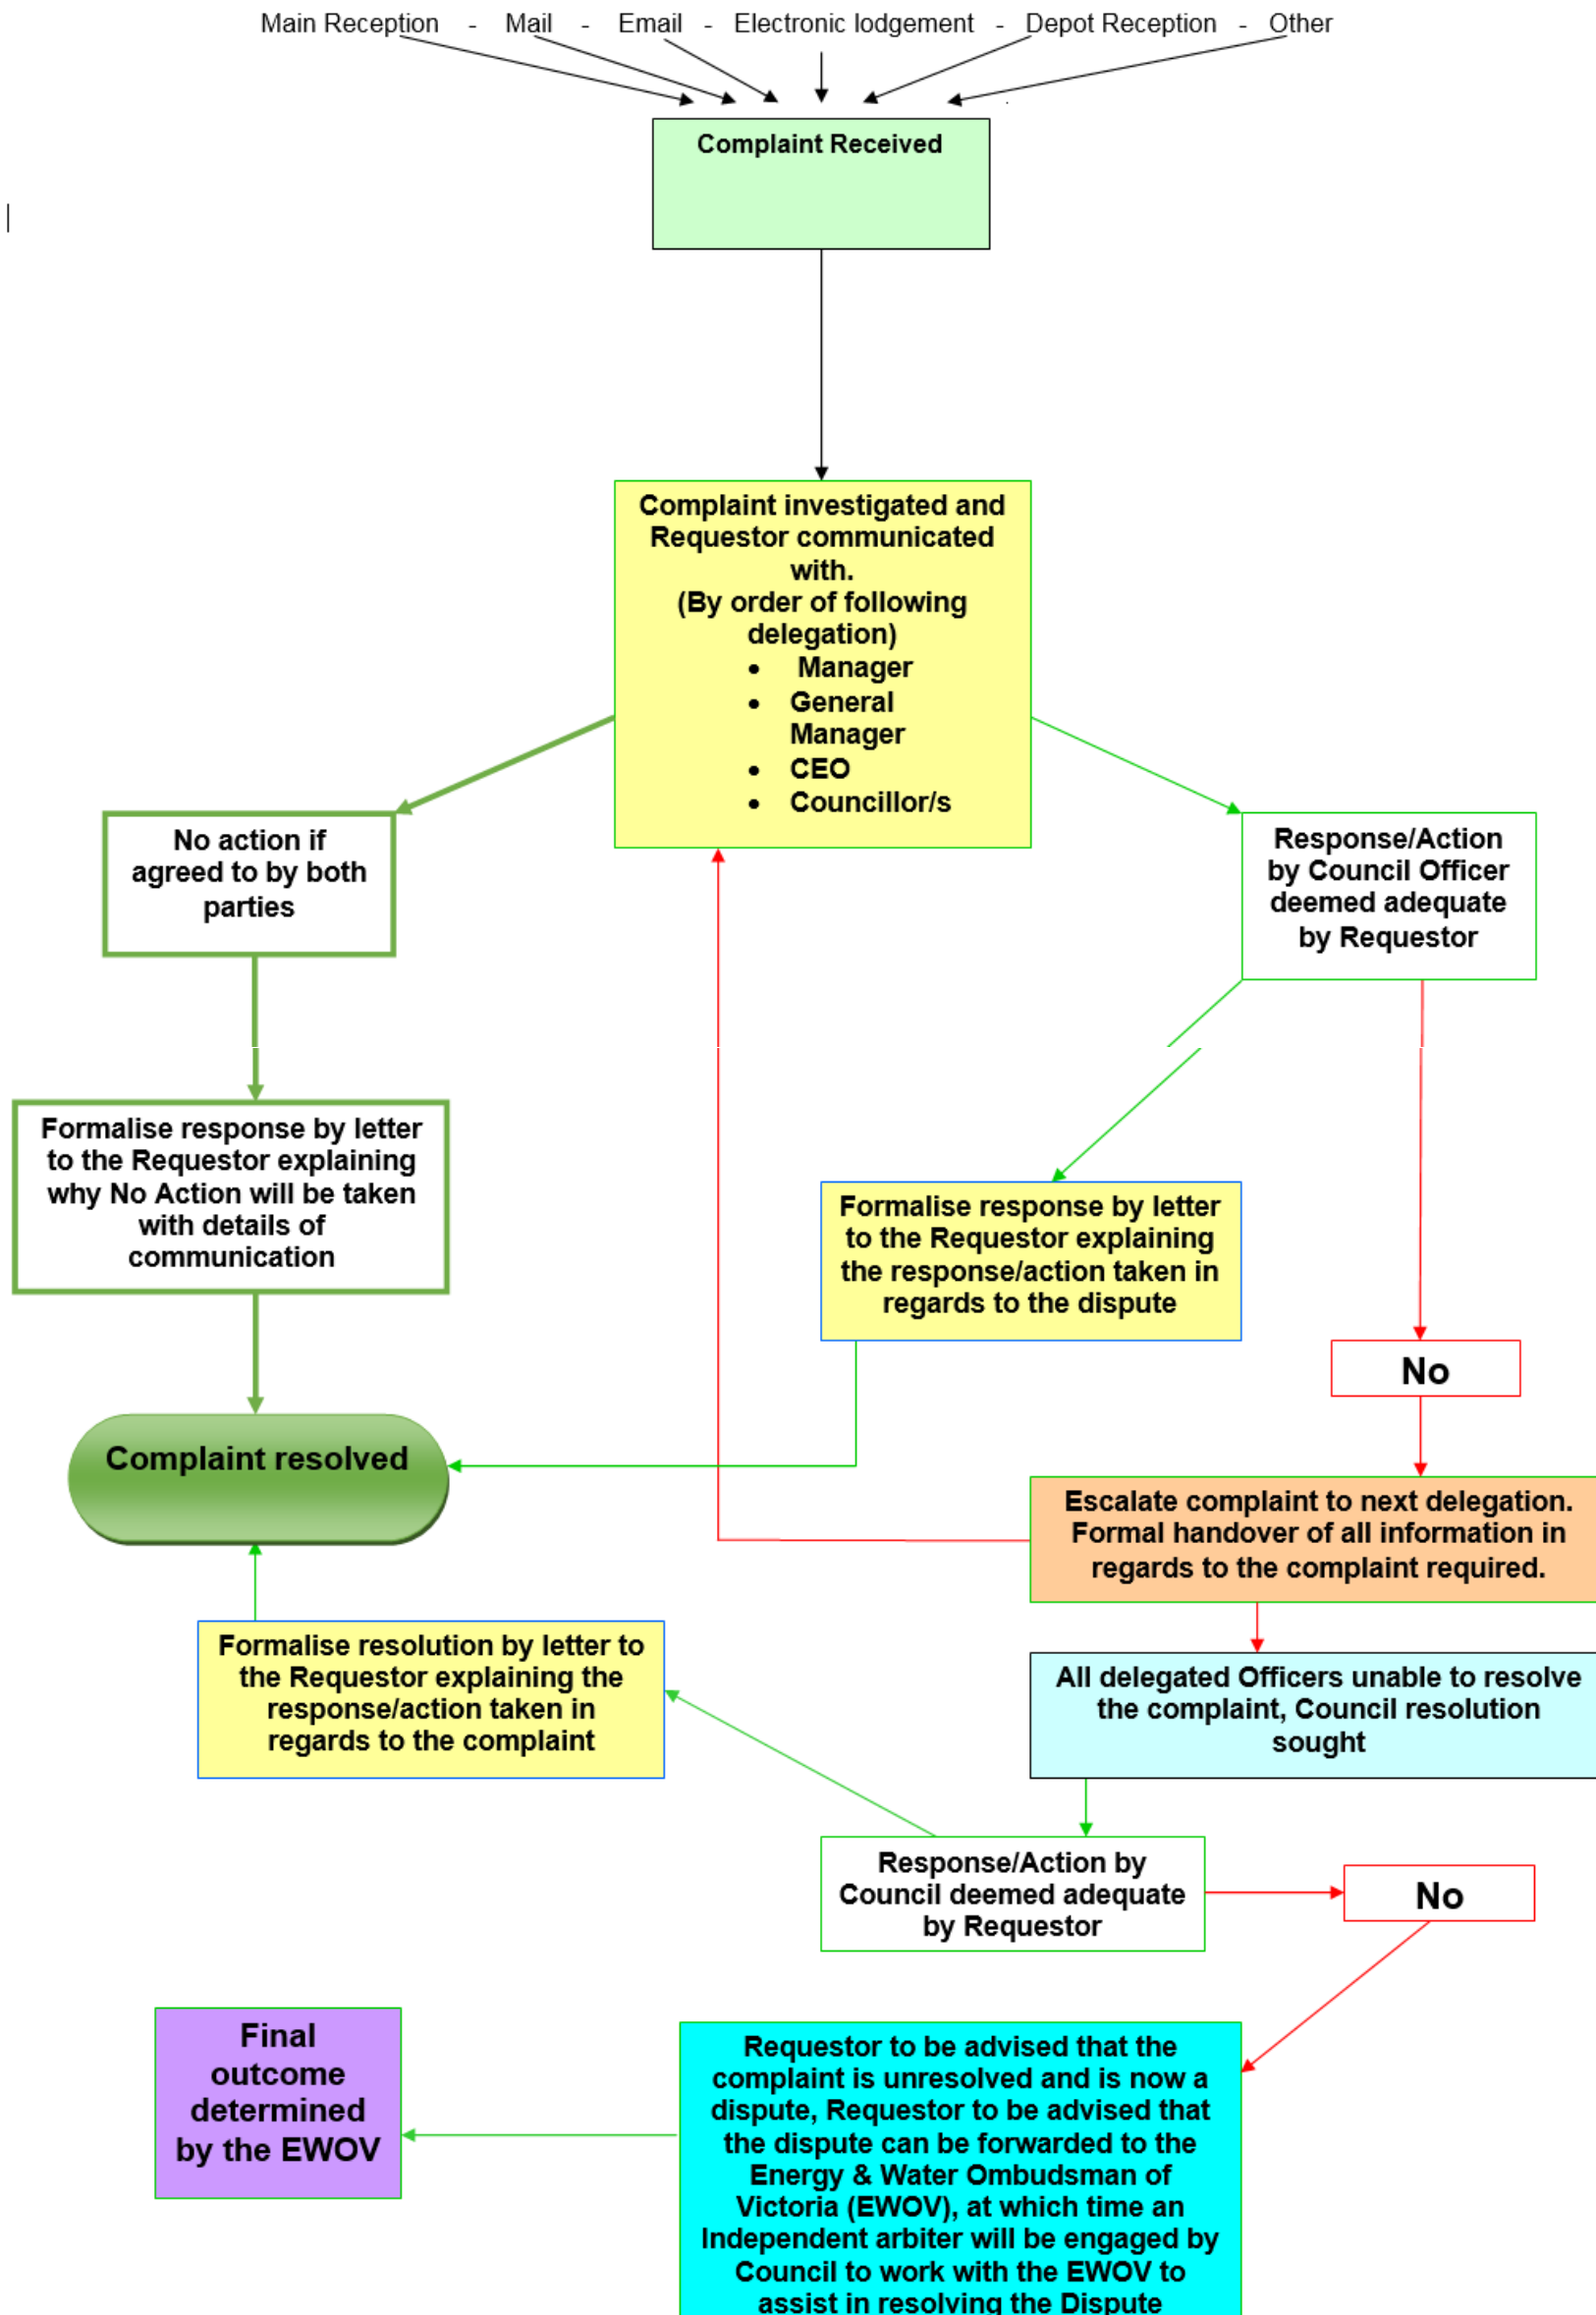 Main Reception - Mail - Email - Electronic lodgement - Depot Reception - Other
Complaint Received
Complaint investigated and
Requestor communicated
with.
(By order of following
delegation)
• Manager
• General
Manager
• CEO
• Councillor/s
No action if
agreed to by both
parties
Response/Action
by Council Officer
deemed adequate
by Requestor
Formalise response by letter
to the Requestor explaining
why No Action will be taken
with details of
communication
Formalise response by letter
to the Requestor explaining
the response/action taken in
regards to the dispute
No
Complaint resolved
Escalate complaint to next delegation.
Formal handover of all information in
regards to the complaint required.
Formalise resolution by letter to
the Requestor explaining the
response/action taken in
regards to the complaint
All delegated Officers unable to resolve
the complaint, Council resolution
sought
Response/Action by
Council deemed adequate
by Requestor
No
Final
outcome
determined
by the EWOV
Requestor to be advised that the
complaint is unresolved and is now a
dispute, Requestor to be advised that
the dispute can be forwarded to the
Energy & Water Ombudsman of
Victoria (EWOV), at which time an
Independent arbiter will be engaged by
Council to work with the EWOV to
assist in resolving the Dispute